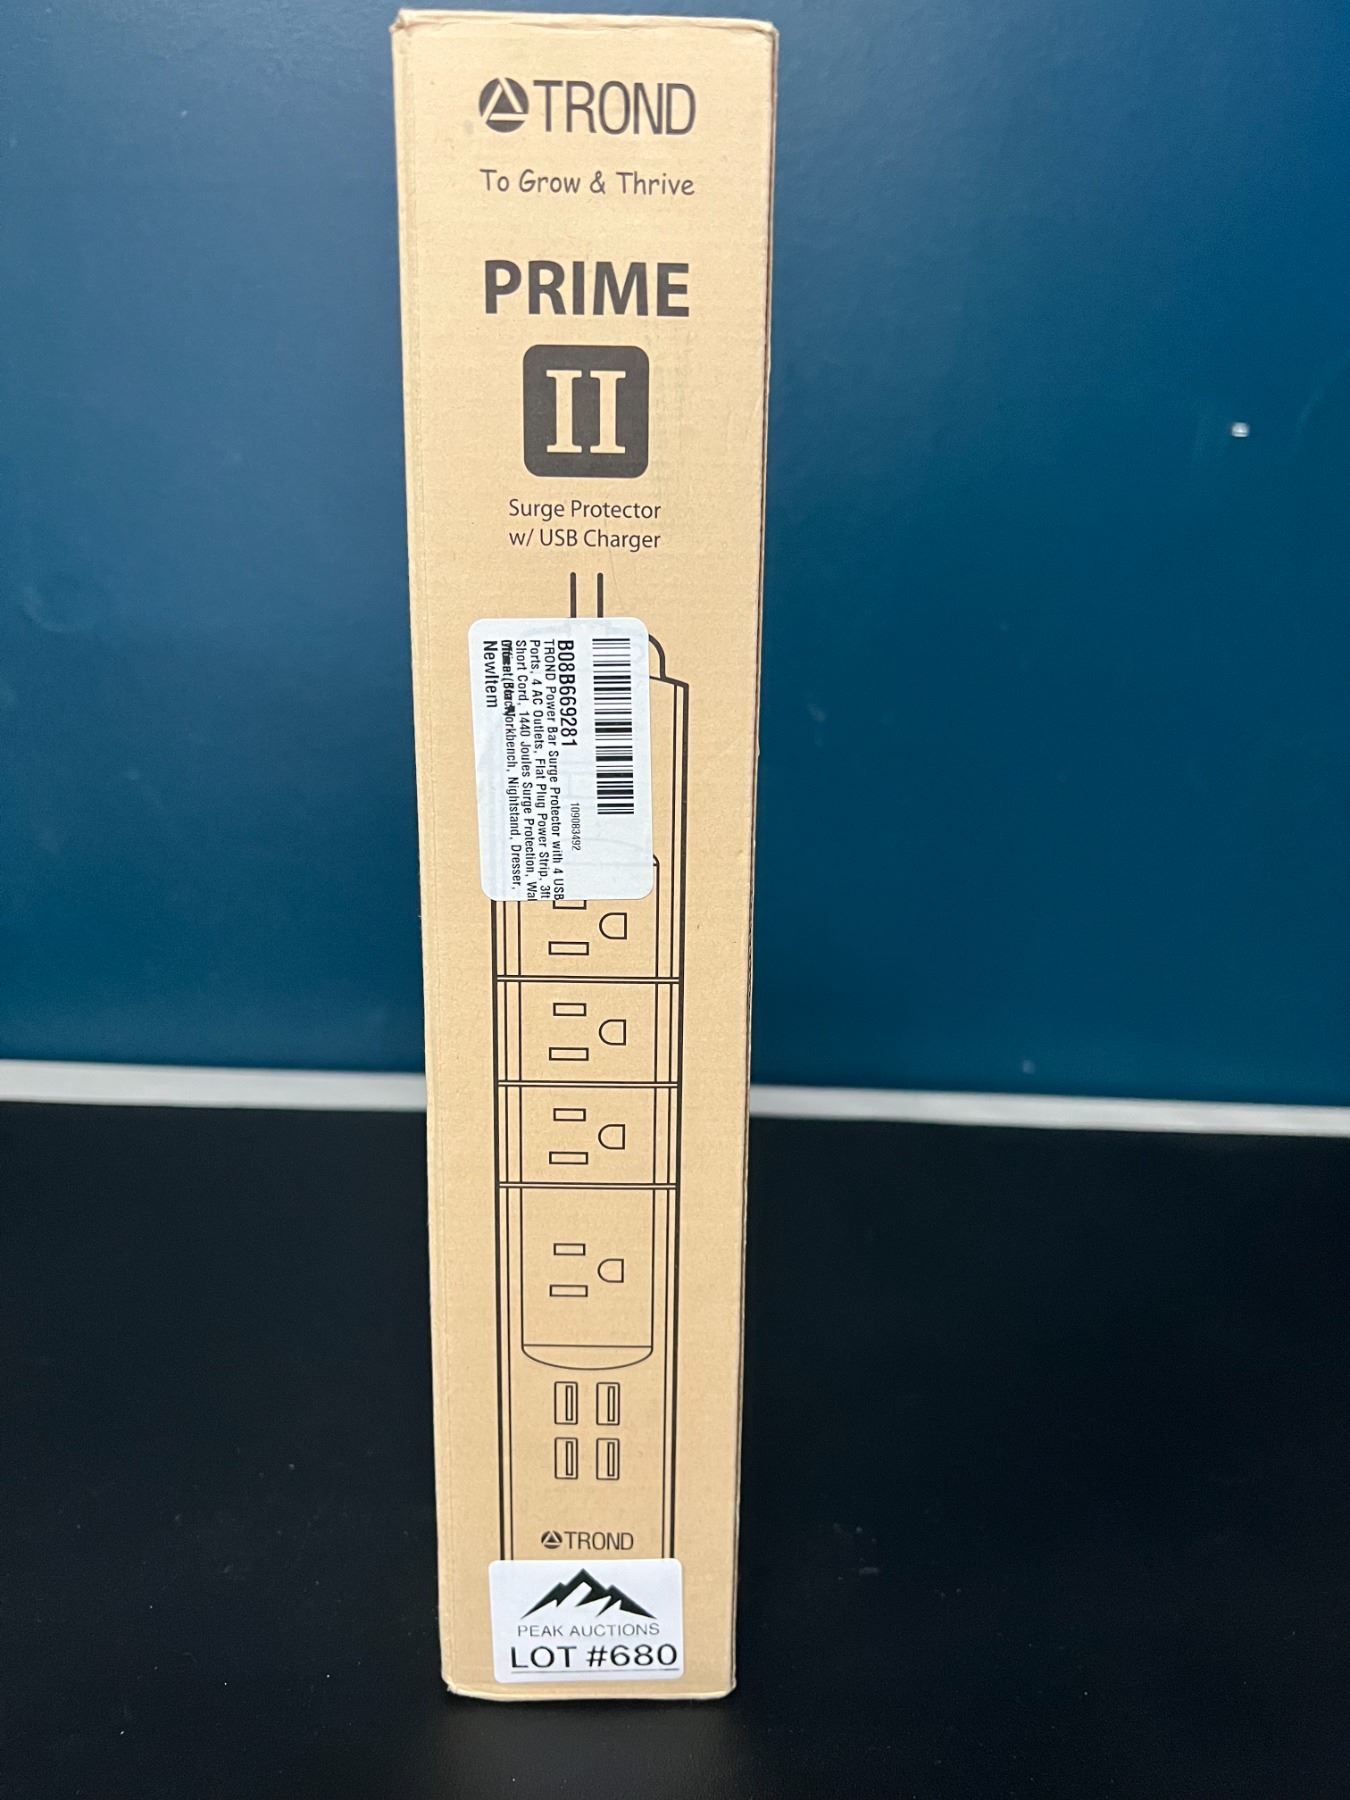 TROND
To Grow & Thrive
PRIME
II
Surge Protector
w/ USB Charger
109083492
B08B669281
TROND Power Bar Surge Protector with 4 USB
Ports, 4 AC Outlets, Flat Plug Power Strip, 3ft
Short Cord, 1440 Joules Surge Protection, Wal
Workbench, Nightstand, Dresser,
NewItem
TROND
PEAK AUCTIONS
LOT #680